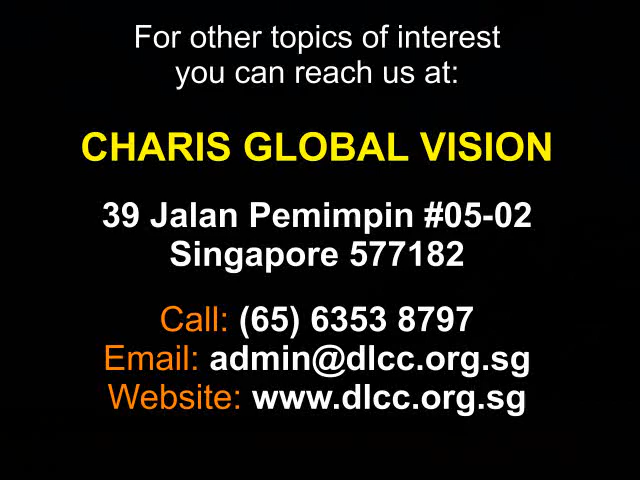 For other topics of interest
you can reach us at:
CHARIS GLOBAL VISION
39 Jalan Pemimpin #05-02
Singapore 577182
Call: (65) 6353 8797
Email: admin@dlcc.org.sg
Website: www.dlcc.org.sg